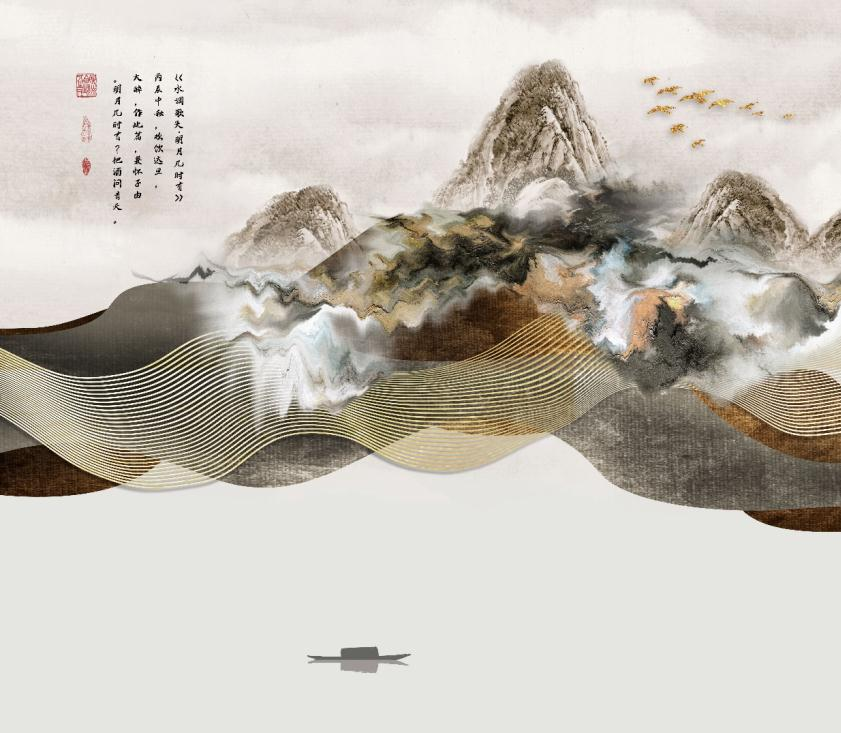 《水调歌头·明月几时有》
丙辰中秋，欢饮达旦，
大醉，作此篇，兼怀子由
。明月几时有？把酒问青天。